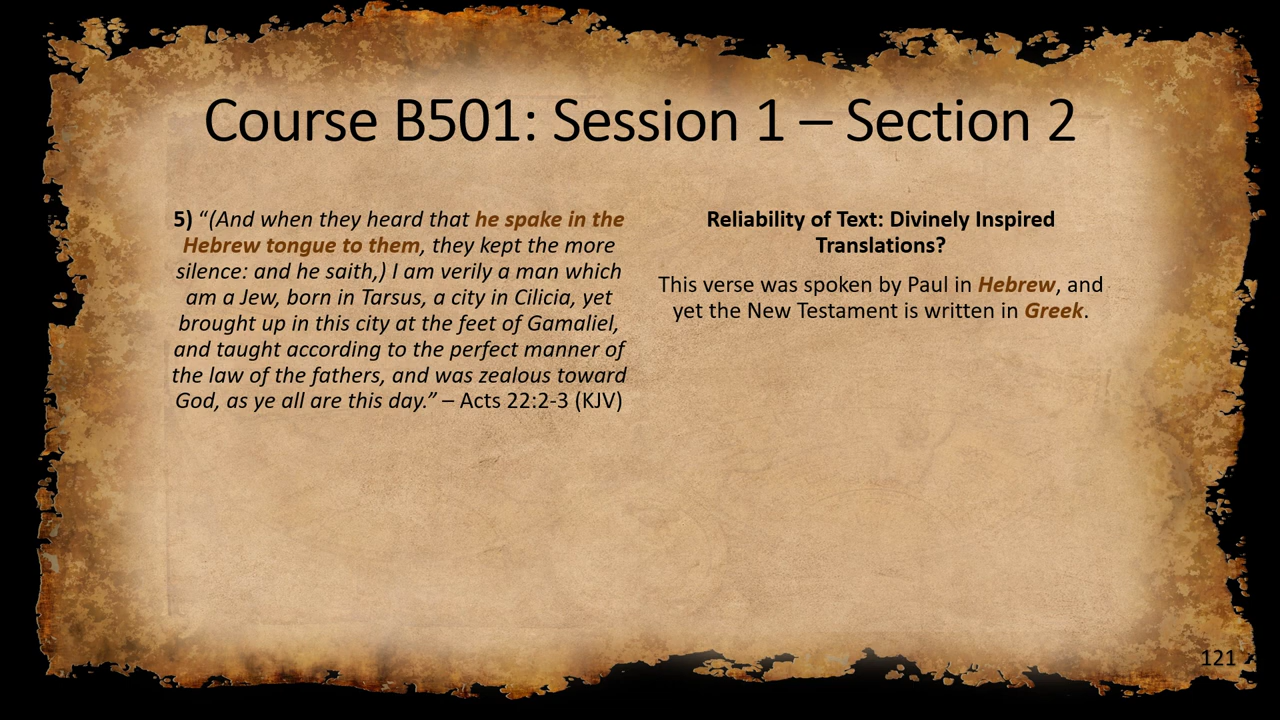 Course B501: Session 1 – Section 2
5) “(And when they heard that he spake in the
Hebrew tongue to them, they kept the more
silence: and he saith,) I am verily a man which
am a Jew, born in Tarsus, a city in Cilicia, yet
brought up in this city at the feet of Gamaliel,
and taught according to the perfect manner of
the law of the fathers, and was zealous toward
God, as ye all are this day.” – Acts 22:2-3 (KJV)
Reliability of Text: Divinely Inspired
Translations?
This verse was spoken by Paul in Hebrew, and
yet the New Testament is written in Greek.
121